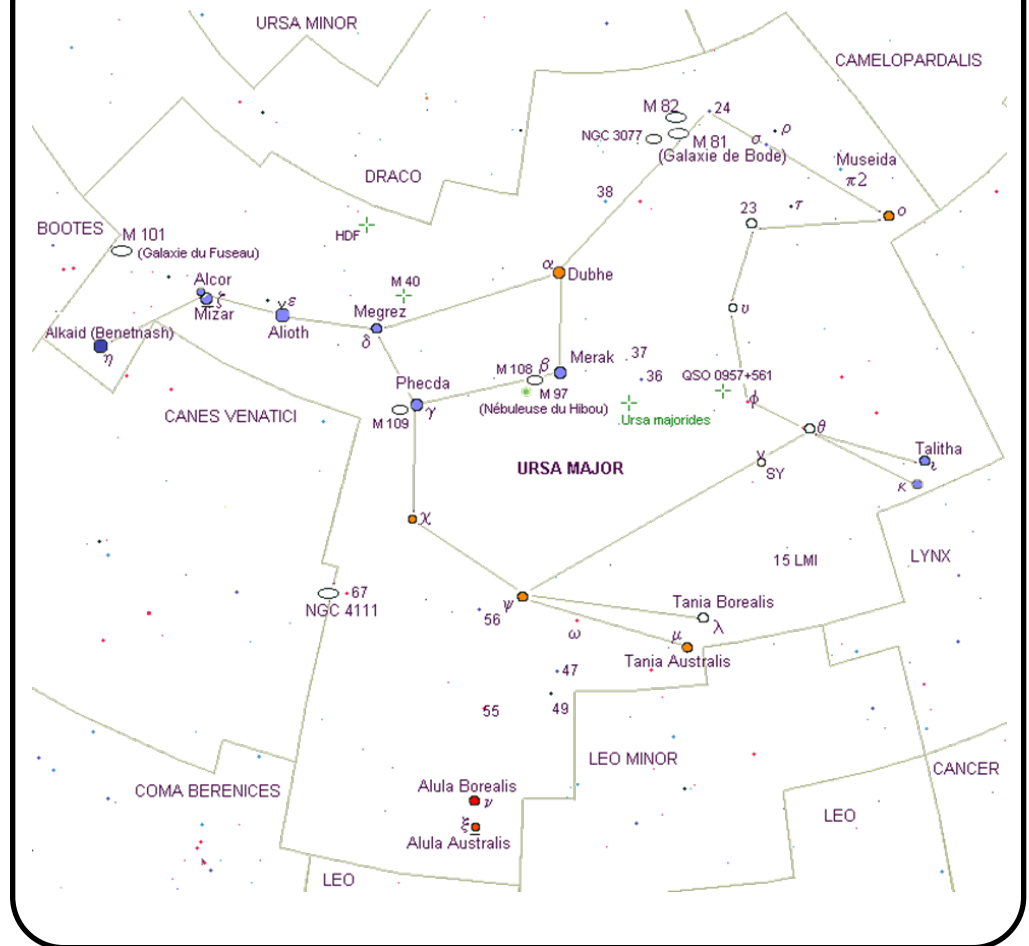 URSA MINOR
CAMELOPARDALIS
M 82
24
NGC 3077
M 81
σ
ρ
(Galaxie de Bode)
Museida
π2
DRACO
38
23
τ
ο
BOOTES
M 101
HDF
(Galaxie du Fuseau)
α
Dubhe
Alcor
M 40
ζ
ε
υ
Mizar
Alioth
Megrez
δ
Alkaid (Benetnash)
η
Merak
37
M 108
β
36
QSO 0957+561
Phecda
M 97
(Nébuleuse du Hibou)
ϕ
CANES VENATICI
M 109
γ
Ursa majorides
θ
Talitha
ι
URSA MAJOR
SY
κ
χ
15 LMI
LYNX
67
NGC 4111
ψ
56
Tania Borealis
ω
λ
μ
Tania Australis
47
55
49
LEO MINOR
CANCER
COMA BERENICES
Alula Borealis
ν
LEO
ξ
Alula Australis
LEO